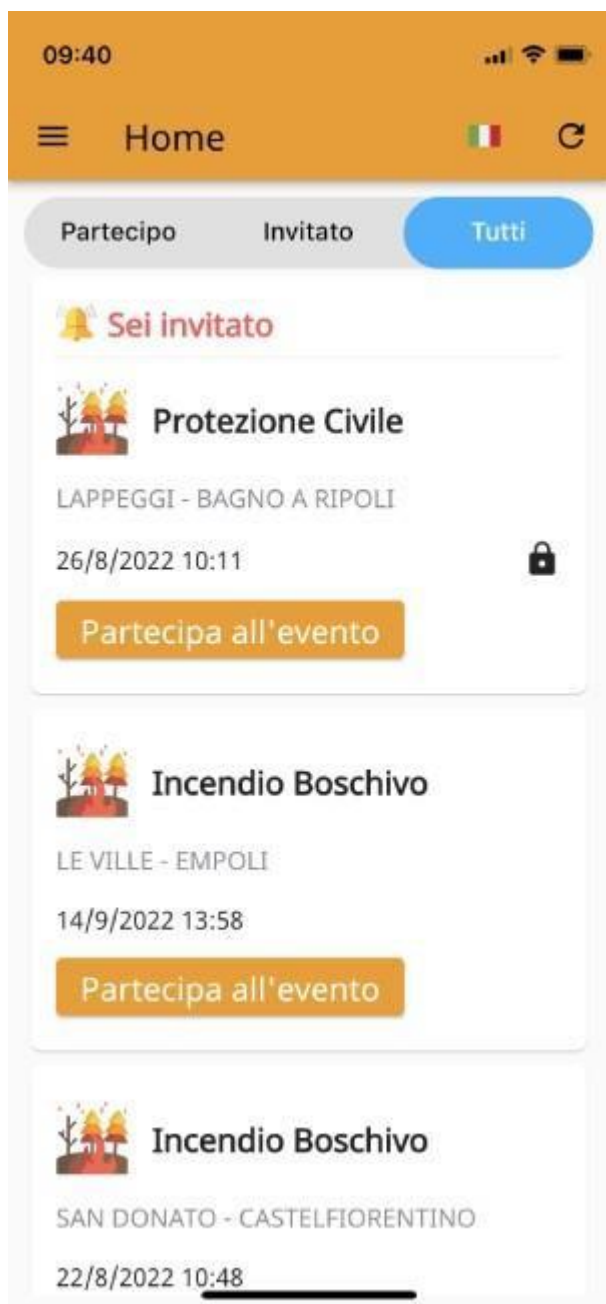 09:40
Home
Partecipo Invitato Tutti
Sei invitato
Protezione Civile
LAPPEGGI - BAGNO A RIPOLI
26/8/2022 10:11
Partecipa all'evento
Incendio Boschivo
LE VILLE - EMPOLI
14/9/2022 13:58
Partecipa all'evento
Incendio Boschivo
SAN DONATO - CASTELFIORENTINO
22/8/2022 10:48